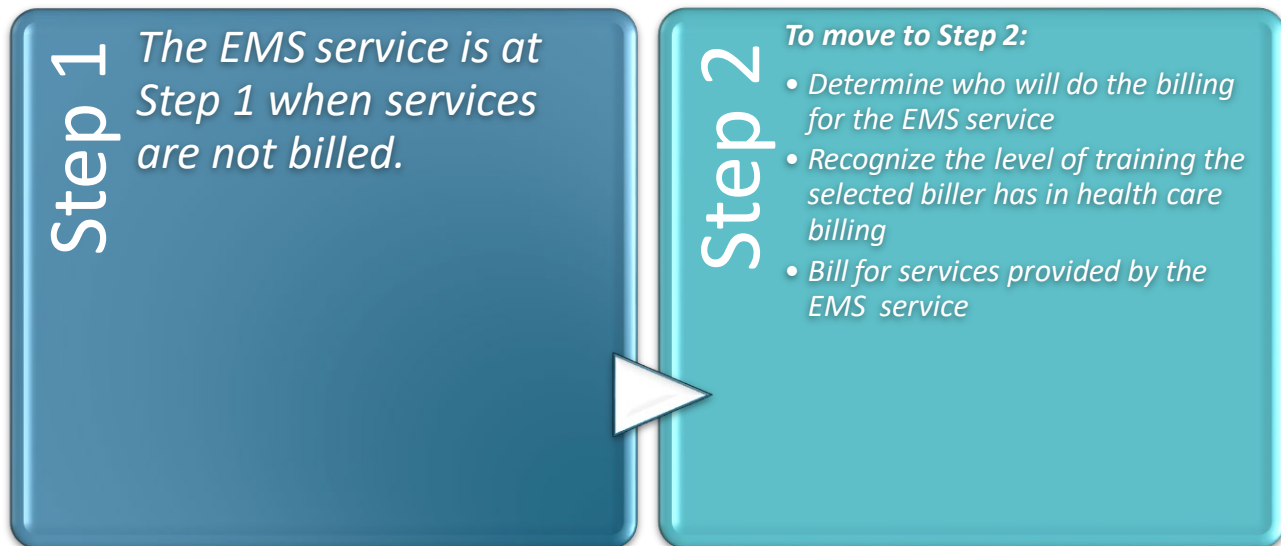 Step 1
The EMS service is at
Step 1 when services
are not billed.
Step 2
To move to Step 2:
• Determine who will do the billing
for the EMS service
• Recognize the level of training the
selected biller has in health care
billing
• Bill for services provided by the
EMS  service